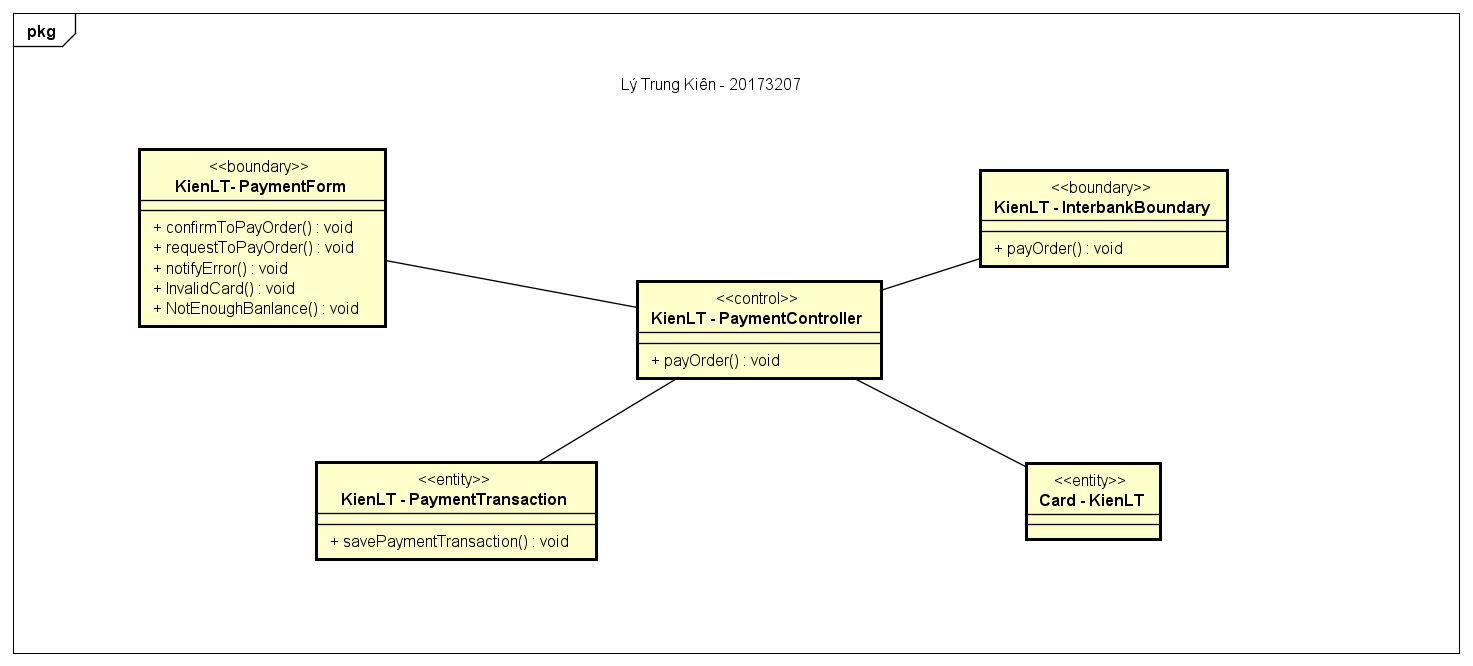 pkg
Lý Trung Kiên - 20173207
<<boundary>>
KienLT- PaymentForm
+ confirmToPayOrder() : void
+ requestToPayOrder() : void
+ notifyError() : void
+ InvalidCard() : void
+ NotEnoughBanlance() : void
<<boundary>>
KienLT - InterbankBoundary
+ payOrder() : void
<<control>>
KienLT - PaymentController
+ payOrder() : void
<<entity>>
KienLT - PaymentTransaction
+ savePaymentTransaction() : void
<<entity>>
Card - KienLT